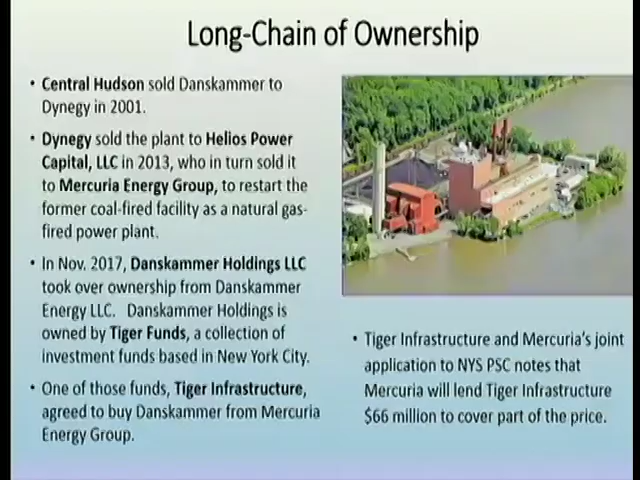 Long-Chain of Ownership
• Central Hudson sold Danskammer to
Dynegy in 2001.
• Dynegy sold the plant to Helios Power
Capital, LLC in 2013, who in turn sold it
to Mercuria Energy Group, to restart the
former coal-fired facility as a natural gas-
fired power plant.
• In Nov. 2017, Danskammer Holdings LLC
took over ownership from Danskammer
Energy LLC. Danskammer Holdings is
owned by Tiger Funds, a collection of
investment funds based in New York City.
• One of those funds, Tiger Infrastructure,
agreed to buy Danskammer from Mercuria
Energy Group.
• Tiger Infrastructure and Mercuria's joint
application to NYS PSC notes that
Mercuria will lend Tiger Infrastructure
$66 million to cover part of the price.